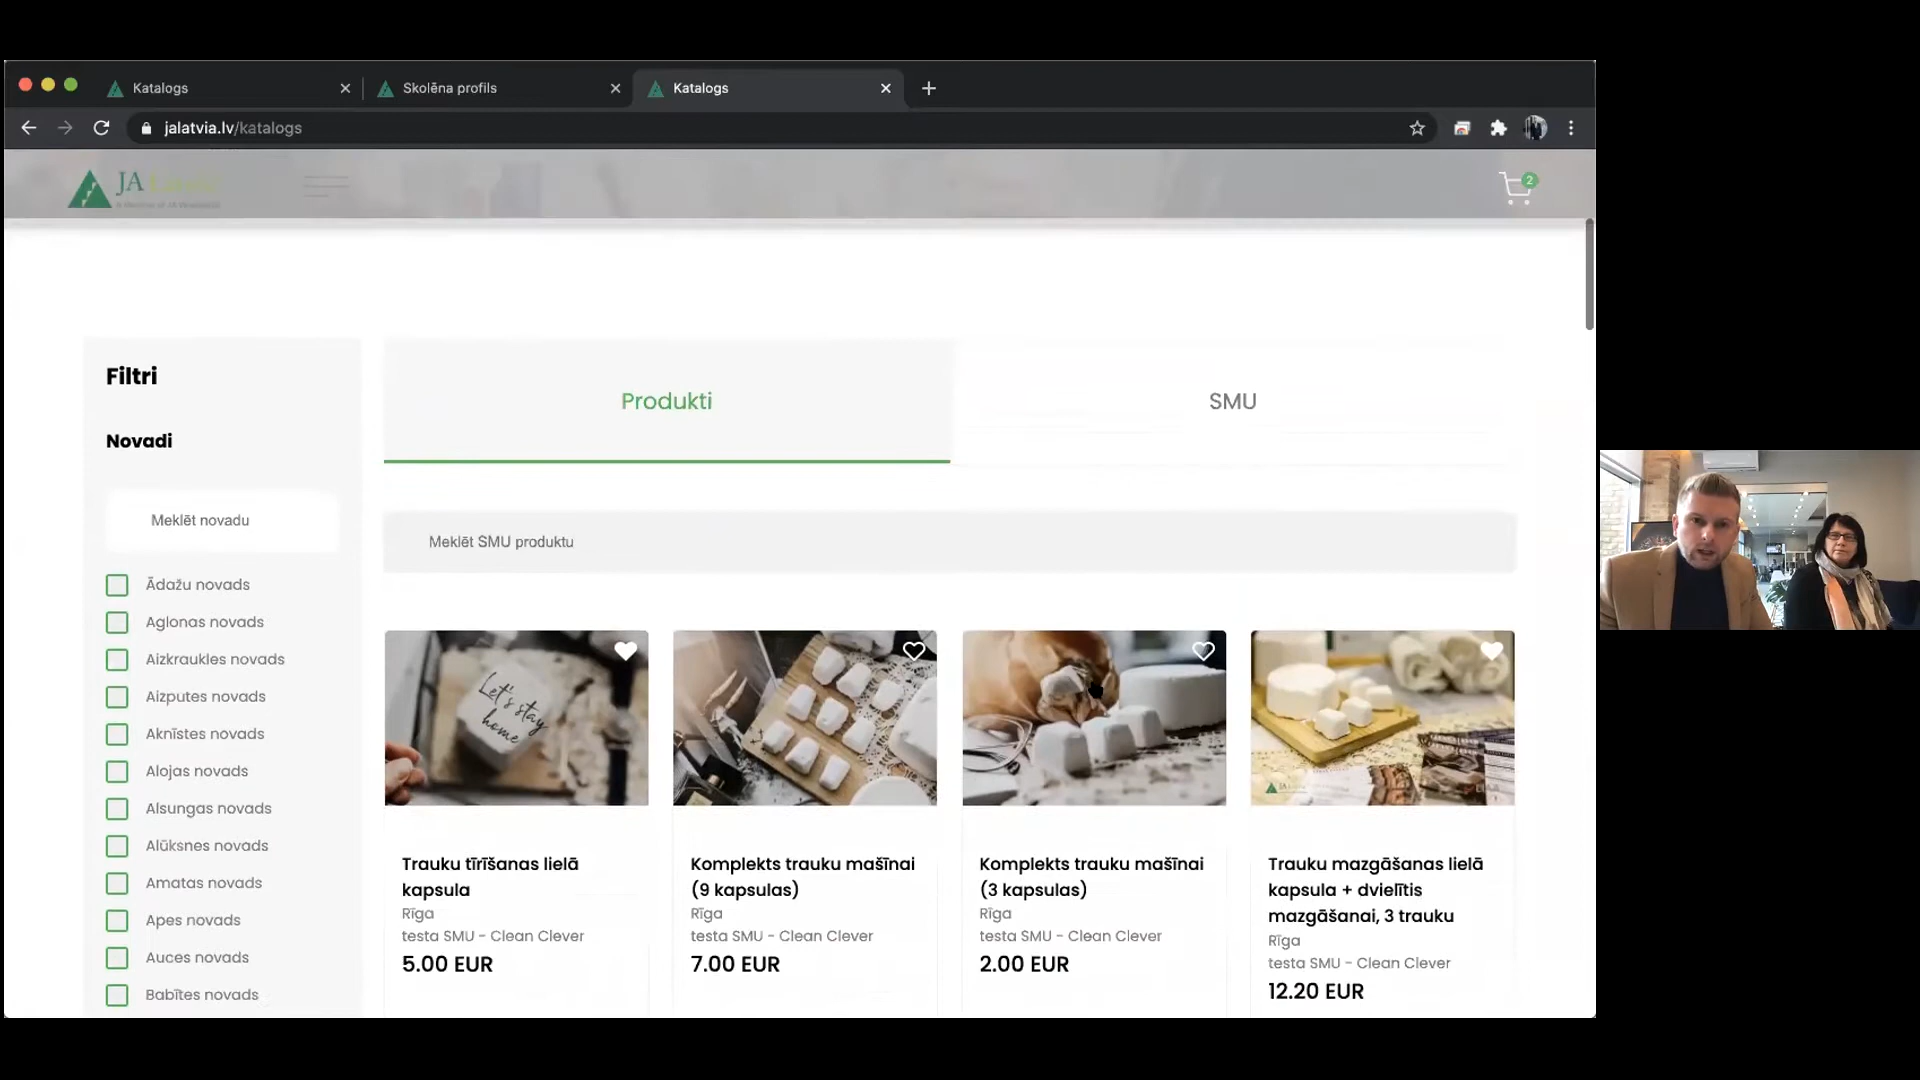 Katalogs
Skolēna profils
Katalogs
jalatvia.lv/katalogs
JA
2
Filtri
Produkti
SMU
Novadi
Meklēt novadu
Meklēt SMU produktu
Ādažu novads
Aglonas novads
Aizkraukles novads
Aizputes novads
Aknīstes novads
Alojas novads
Alsungas novads
Alūksnes novads
Amatas novads
Apes novads
Auces novads
Babītes novads
Let's stay
home
Trauku tīrīšanas lielā
kapsula
Rīga
testa SMU - Clean Clever
5.00 EUR
Komplekts trauku mašīnai
(9 kapsulas)
Rīga
testa SMU - Clean Clever
7.00 EUR
Komplekts trauku mašīnai
(3 kapsulas)
Rīga
testa SMU - Clean Clever
2.00 EUR
Trauku mazgāšanas lielā
kapsula + dvielītis
mazgāšanai, 3 trauku
Rīga
testa SMU - Clean Clever
12.20 EUR